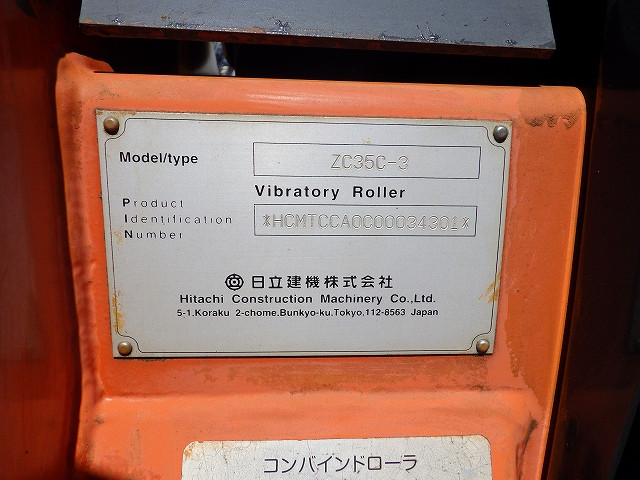 Model/type ZC35C-3
Vibratory Roller
Product
Identification *HCMTCCA0C00034301*
Number
日立建機株式会社
Hitachi Construction Machinery Co.,Ltd.
5-1,Koraku 2-chome,Bunkyo-ku,Tokyo,112-8563 Japan
コンバインドローラ